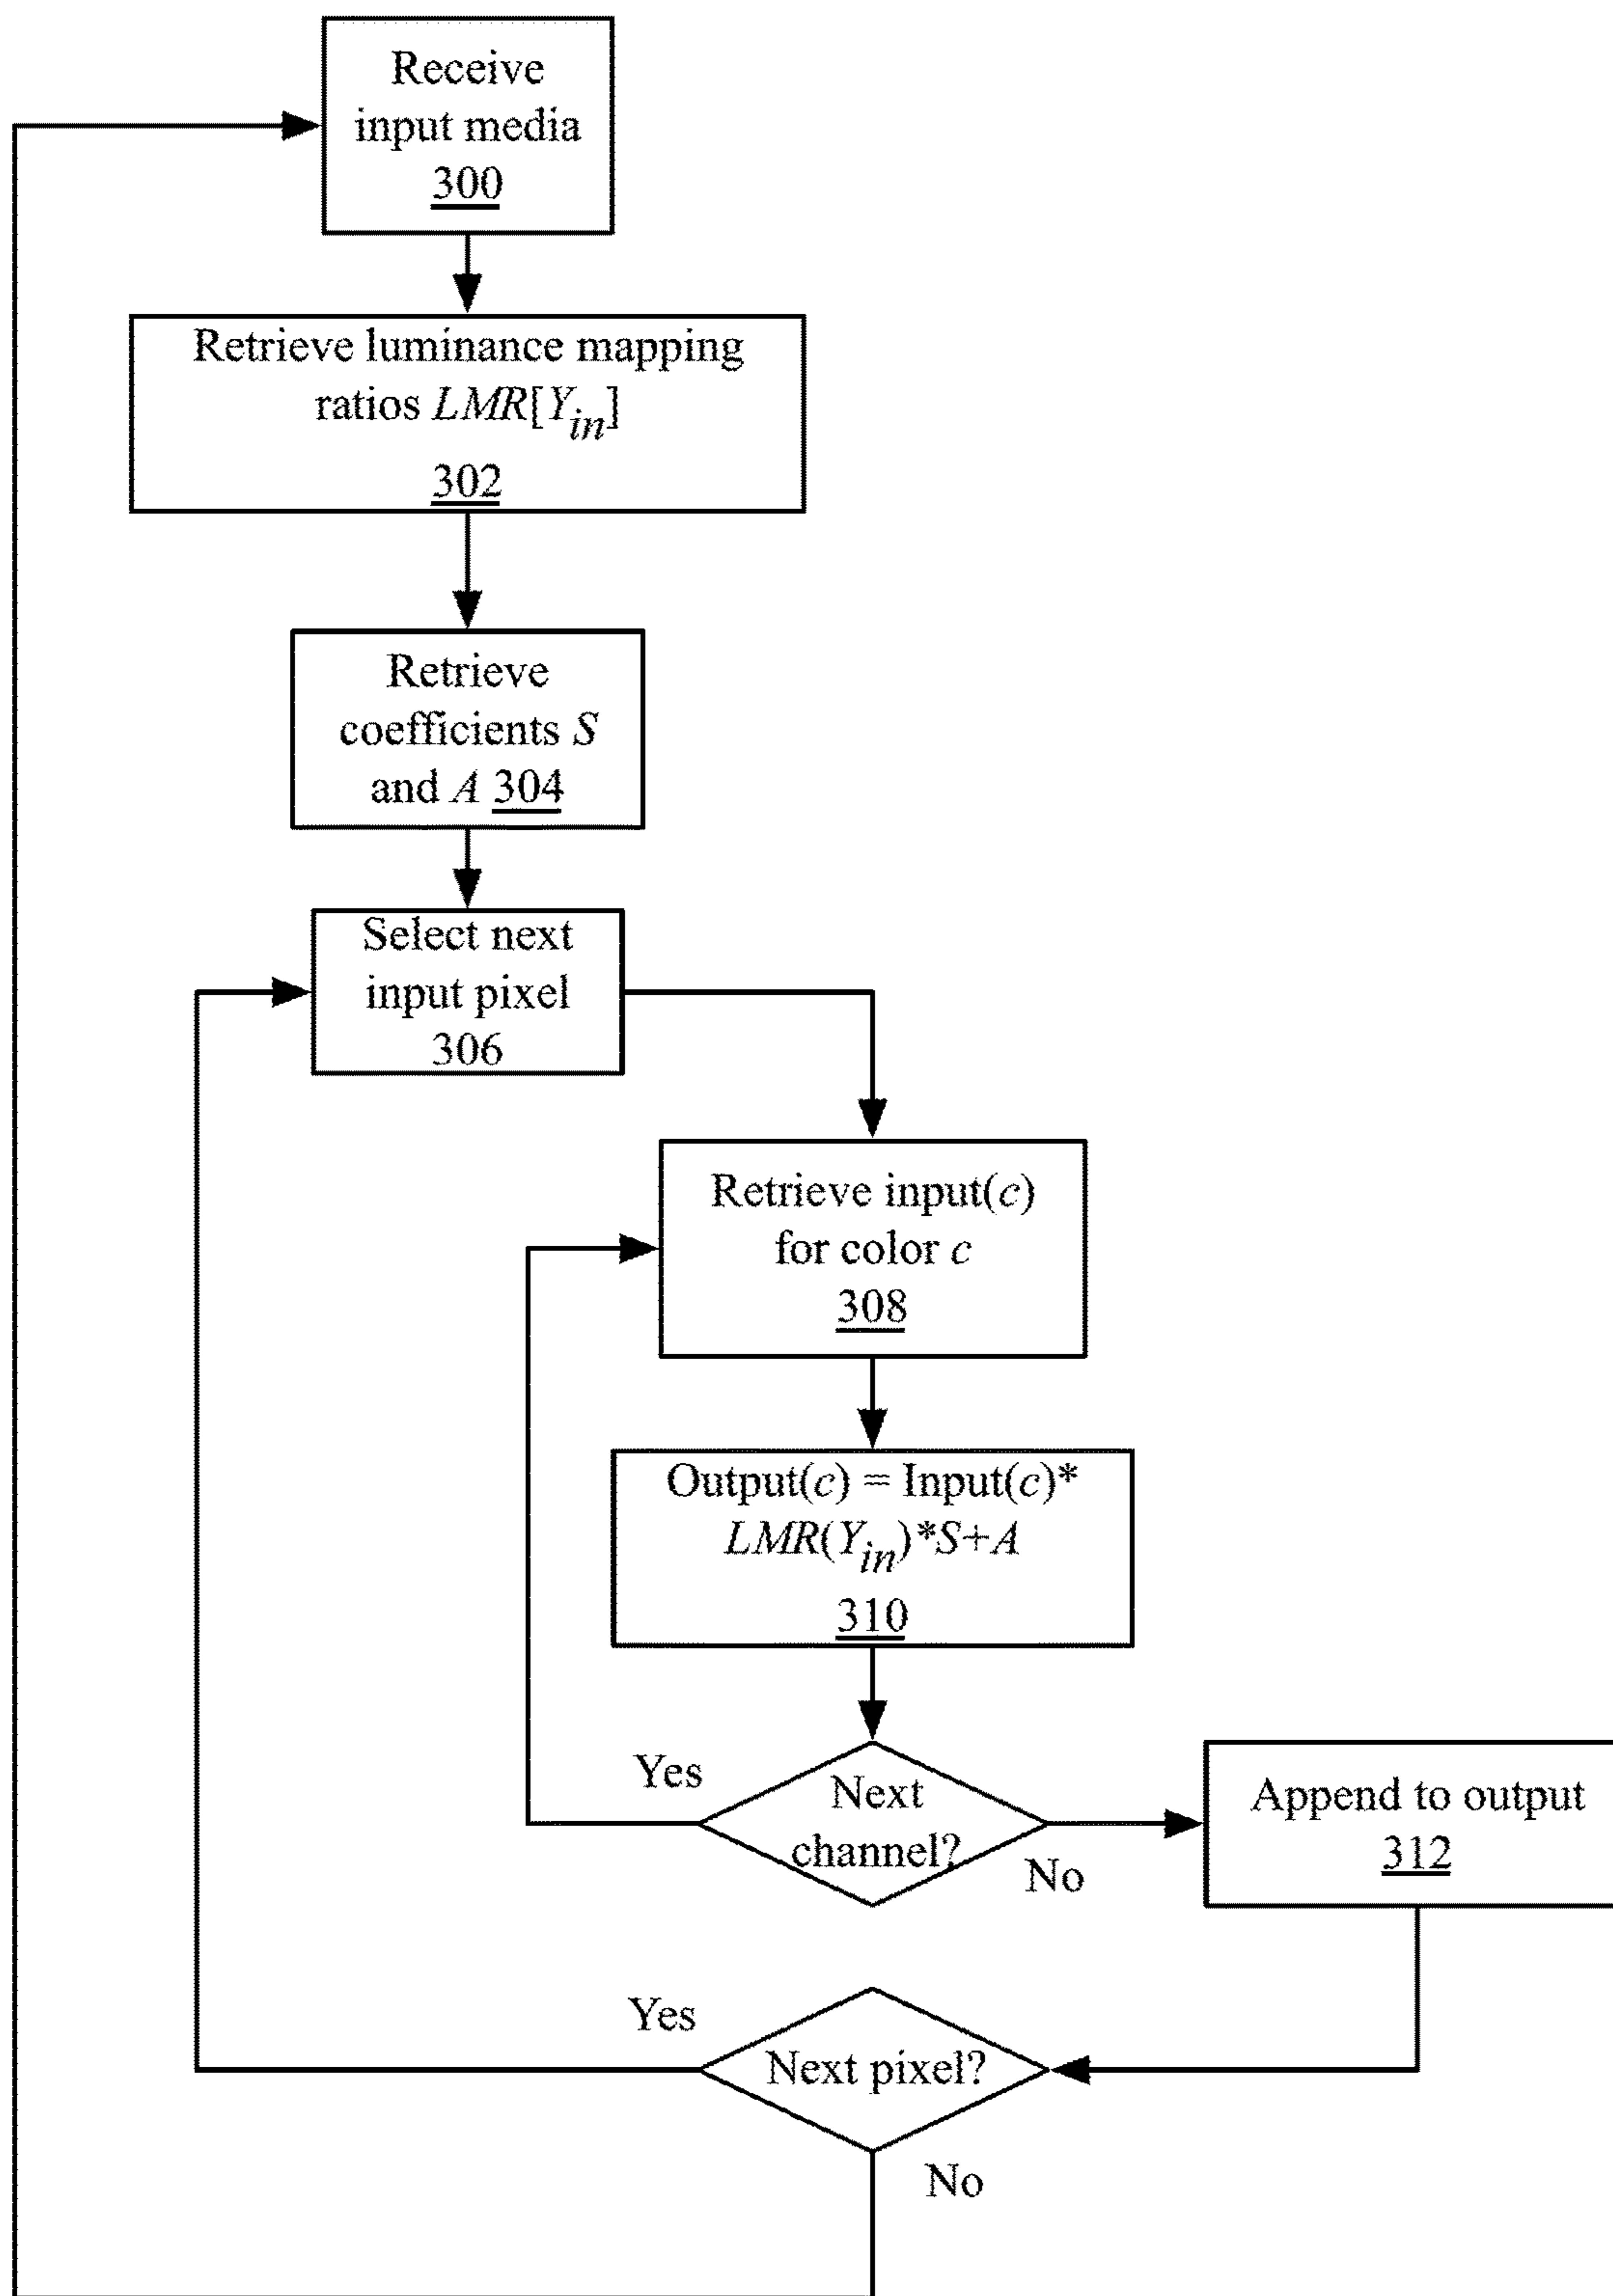 Receive
input media
300
Retrieve luminance mapping
ratios LMR[Yin]
302
Retrieve
coefficients S
and A 304
Select next
input pixel
306
Retrieve input(c)
for color c
308
Output(c) = Input(c)*
LMR(Yin)*S+A
310
Yes
Next
channel?
No
Append to output
312
Yes
Next pixel?
No